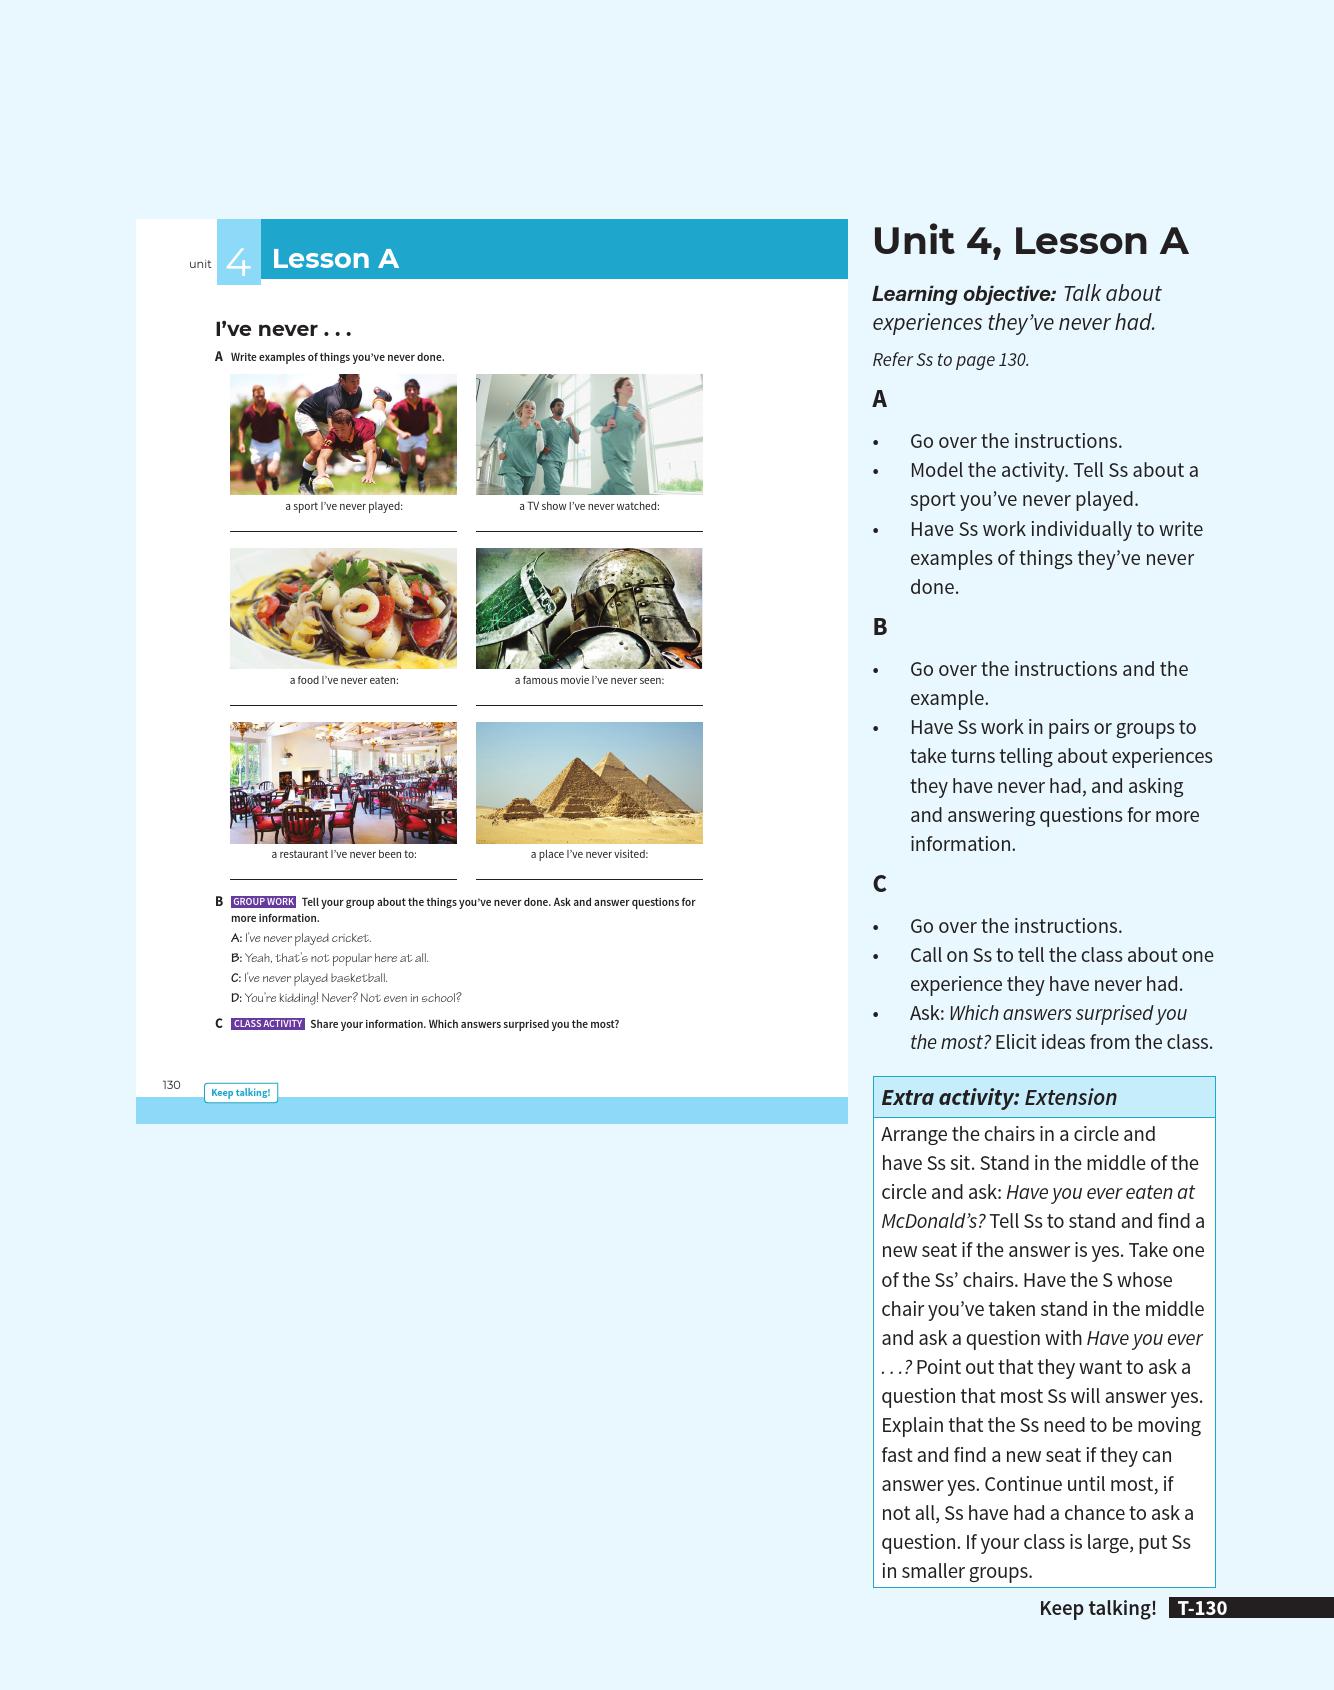 unit 4 Lesson A
I've never . . .
A Write examples of things you've never done.
a sport I've never played:
a TV show I've never watched:
a food I've never eaten:
a famous movie I've never seen:
a restaurant I've never been to:
a place I've never visited:
B GROUP WORK Tell your group about the things you've never done. Ask and answer questions for
more information.
A: I've never played cricket.
B: Yeah, that's not popular here at all.
C: I've never played basketball.
D: You're kidding! Never? Not even in school?
C CLASS ACTIVITY Share your information. Which answers surprised you the most?
130
Keep talking!
Unit 4, Lesson A
Learning objective: Talk about
experiences they've never had.
Refer Ss to page 130.
A
• Go over the instructions.
• Model the activity. Tell Ss about a
sport you've never played.
• Have Ss work individually to write
examples of things they've never
done.
B
• Go over the instructions and the
example.
• Have Ss work in pairs or groups to
take turns telling about experiences
they have never had, and asking
and answering questions for more
information.
C
• Go over the instructions.
• Call on Ss to tell the class about one
experience they have never had.
• Ask: Which answers surprised you
the most? Elicit ideas from the class.
Extra activity: Extension
Arrange the chairs in a circle and
have Ss sit. Stand in the middle of the
circle and ask: Have you ever eaten at
McDonald's? Tell Ss to stand and find a
new seat if the answer is yes. Take one
of the Ss' chairs. Have the S whose
chair you've taken stand in the middle
and ask a question with Have you ever
. . .? Point out that they want to ask a
question that most Ss will answer yes.
Explain that the Ss need to be moving
fast and find a new seat if they can
answer yes. Continue until most, if
not all, Ss have had a chance to ask a
question. If your class is large, put Ss
in smaller groups.
Keep talking! T-130